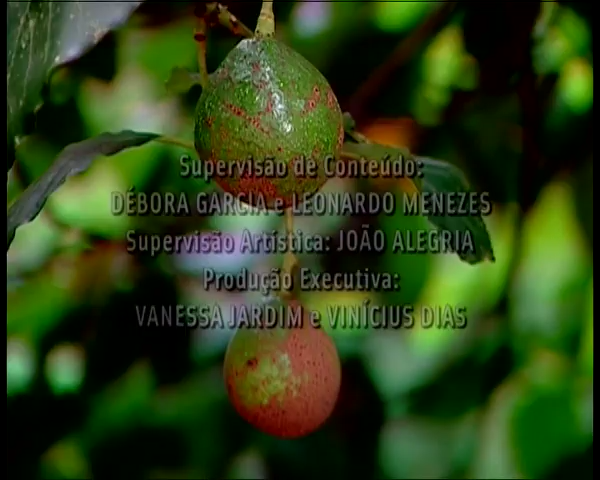 Supervisão de Conteúdo:
DÉBORA GARCIA e LEONARDO MENEZES
Supervisão Artística: JOÃO ALEGRIA
Produção Executiva:
VANESSA JARDIM e VINÍCIUS DIAS